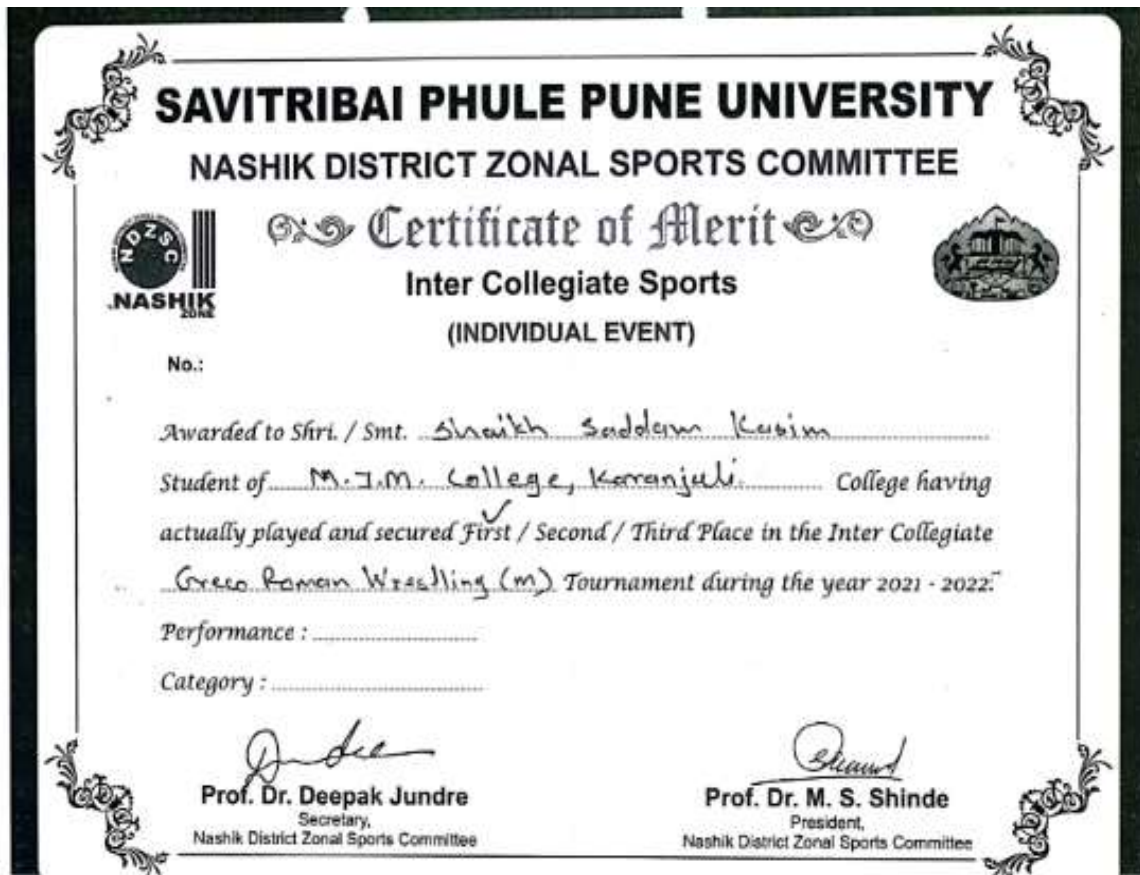 SAVITRIBAI PHULE PUNE UNIVERSITY
NASHIK DISTRICT ZONAL SPORTS COMMITTEE
Certificate of Merit
NDZSC
NASHIK
ZONE
Inter Collegiate Sports
(INDIVIDUAL EVENT)
No.:
Awarded to Shri. / Smt. Shaikh Saddam Kasim
Student of M.J.M. College, Karanjali. College having
actually played and secured First / Second / Third Place in the Inter Collegiate
Greco Roman Wrestling (M) Tournament during the year 2021 - 2022.
Performance :
Category :
Prof. Dr. Deepak Jundre
Secretary,
Nashik District Zonal Sports Committee
Prof. Dr. M. S. Shinde
President,
Nashik District Zonal Sports Committee